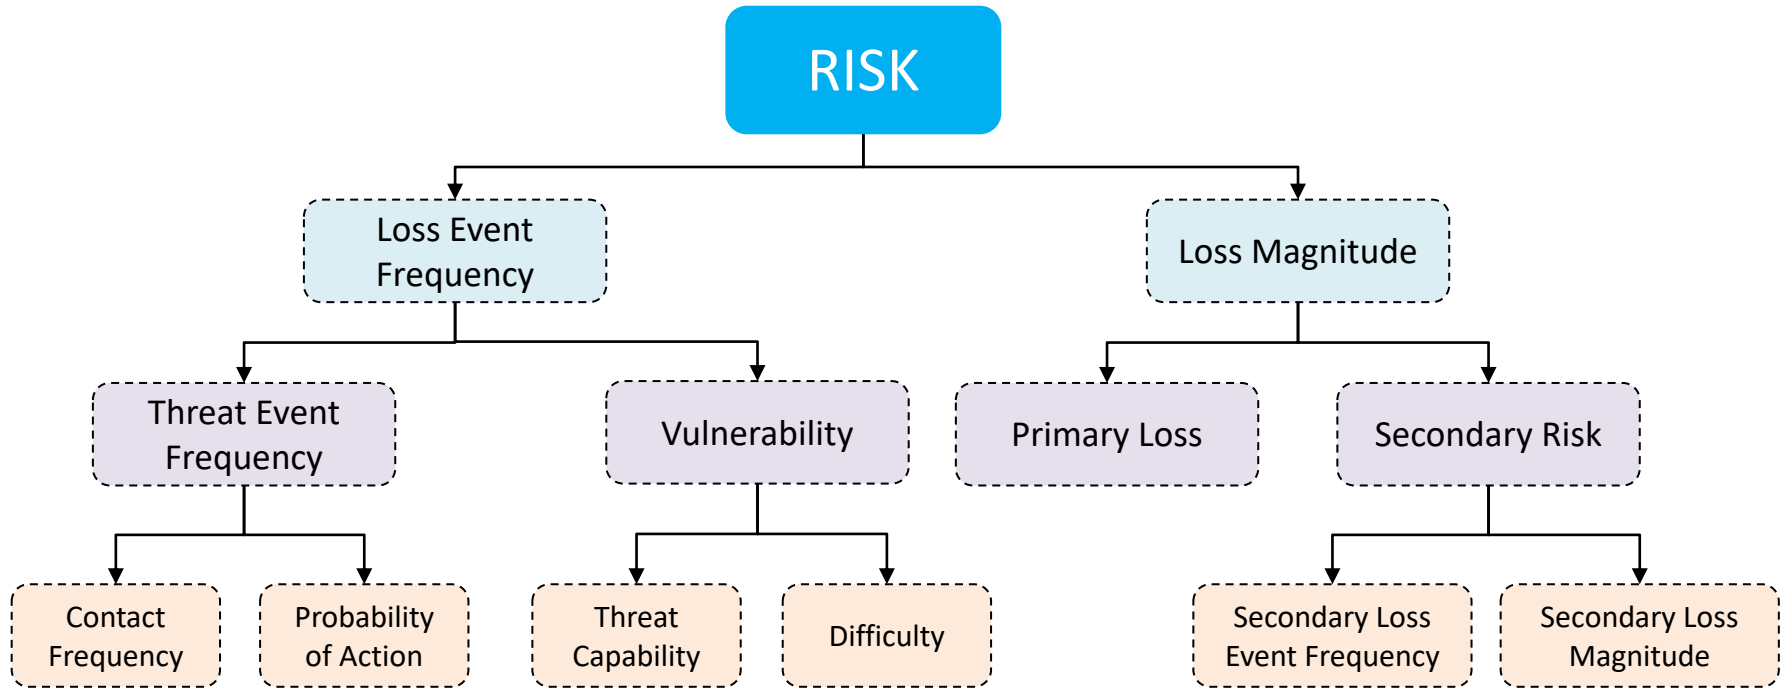 RISK
Loss Event
Frequency
Loss Magnitude
Threat Event
Frequency
Vulnerability
Primary Loss
Secondary Risk
Contact
Frequency
Probability
of Action
Threat
Capability
Difficulty
Secondary Loss
Event Frequency
Secondary Loss
Magnitude